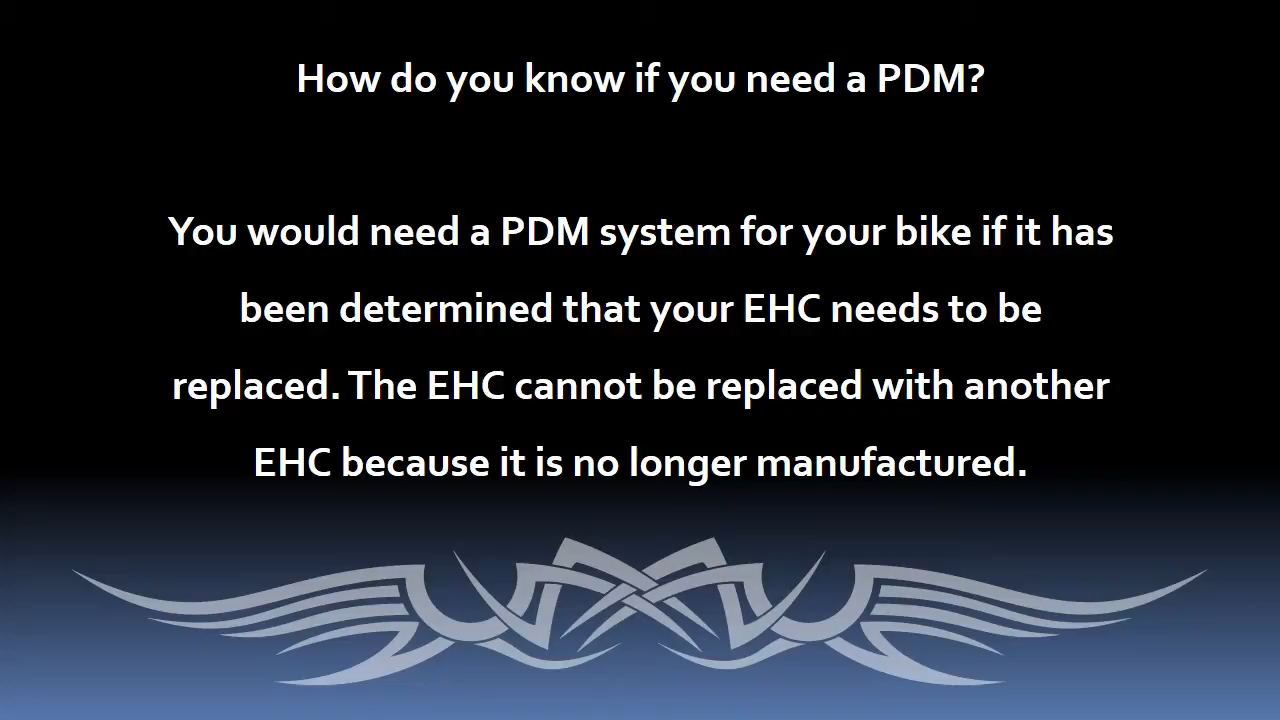 How do you know if you need a PDM?
You would need a PDM system for your bike if it has
been determined that your EHC needs to be
replaced. The EHC cannot be replaced with another
EHC because it is no longer manufactured.